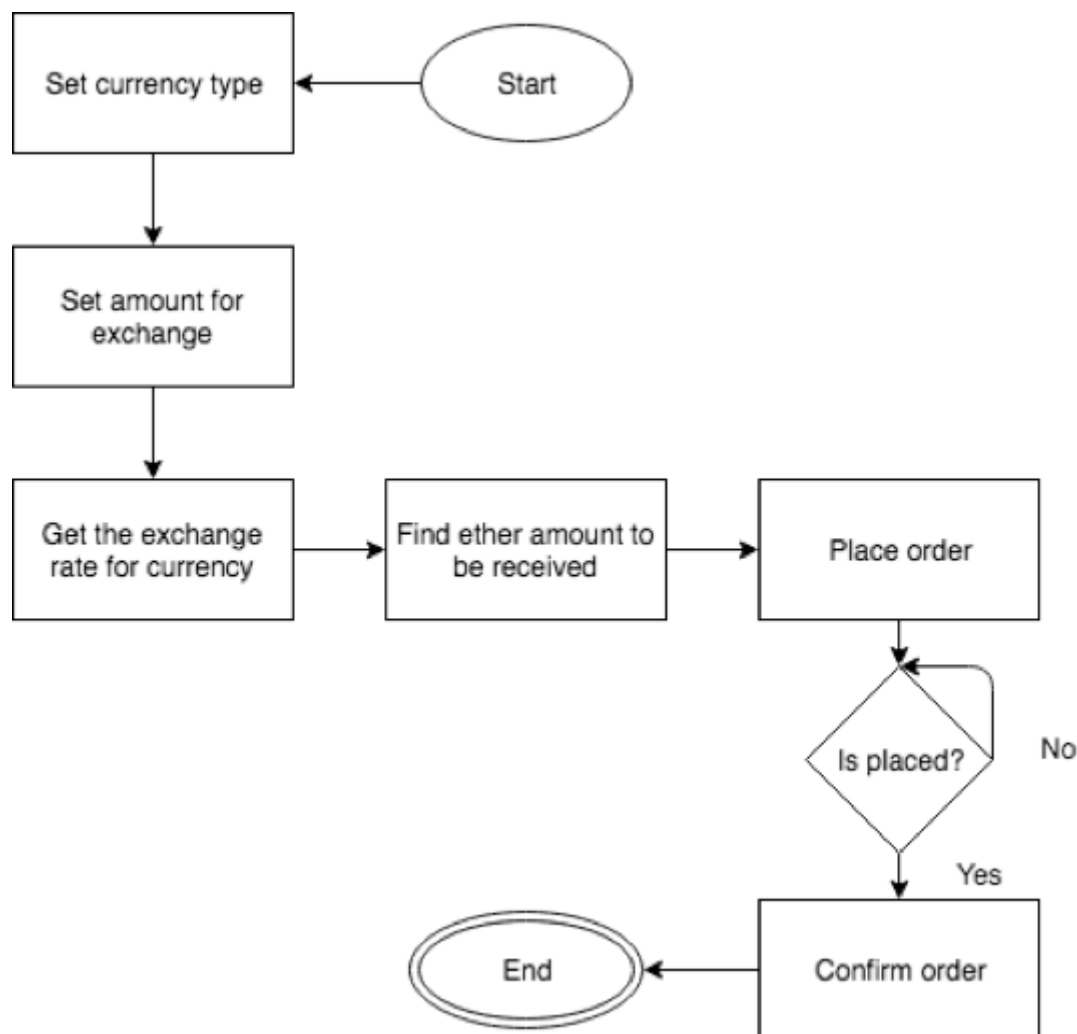 Start
Set currency type
Set amount for
exchange
Get the exchange
rate for currency
Find ether amount to
be received
Place order
Is placed?
No
Yes
Confirm order
End